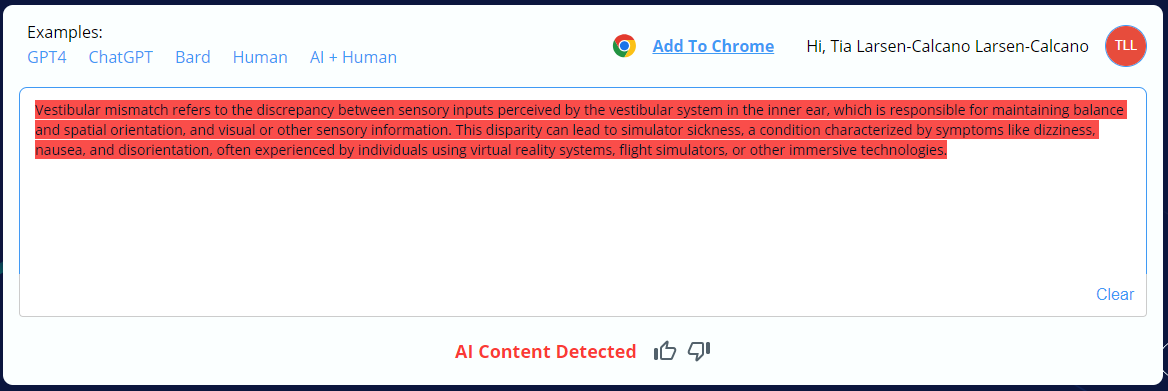 Examples:
GPT4 ChatGPT Bard Human AI + Human
Add To Chrome Hi, Tia Larsen-Calcano Larsen-Calcano TLL
Vestibular mismatch refers to the discrepancy between sensory inputs perceived by the vestibular system in the inner ear, which is responsible for maintaining balance
and spatial orientation, and visual or other sensory information. This disparity can lead to simulator sickness, a condition characterized by symptoms like dizziness,
nausea, and disorientation, often experienced by individuals using virtual reality systems, flight simulators, or other immersive technologies.
Clear
AI Content Detected